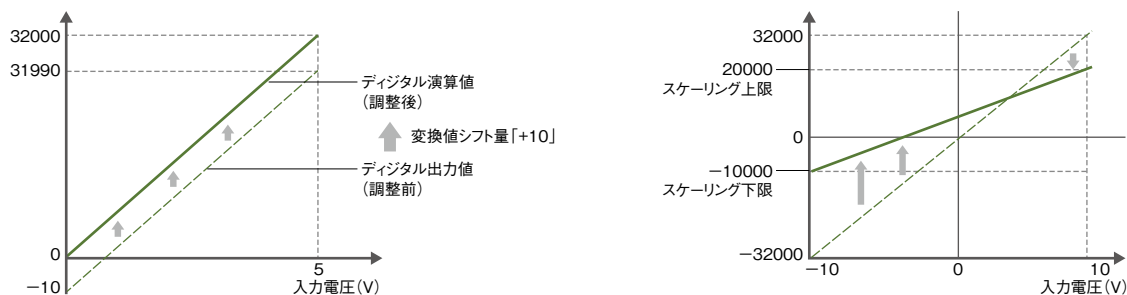 32000
31990
0
−10
5
入力電圧(V)
ディジタル演算値
(調整後)
変換値シフト量「+10」
ディジタル出力値
(調整前)
32000
20000
スケーリング上限
0
−10000
スケーリング下限
−32000
−10
0
10
入力電圧(V)